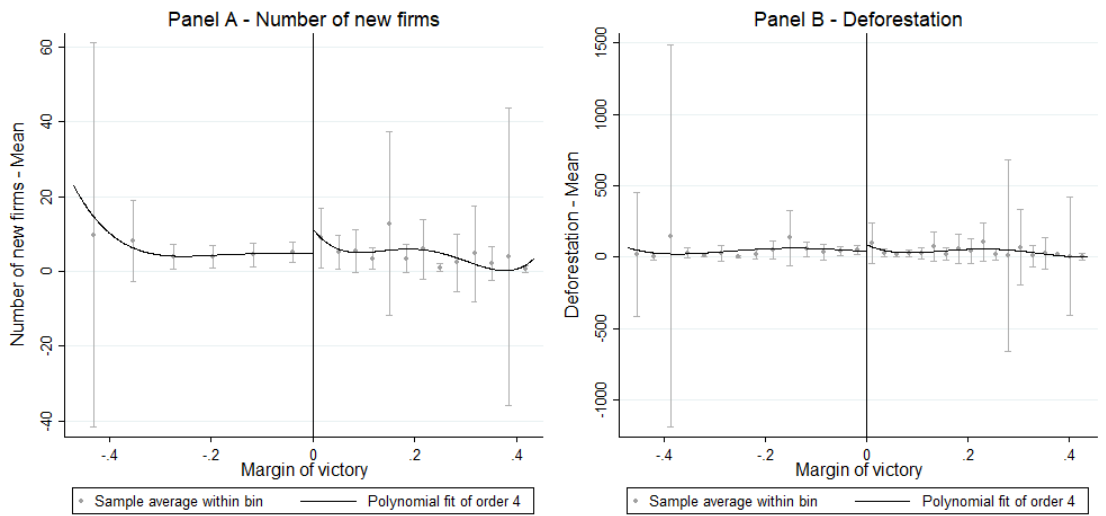 Panel A - Number of new firms
Number of new firms - Mean
60
40
20
0
-20
-40
-.4
-.2
0
.2
.4
Margin of victory
Sample average within bin
Polynomial fit of order 4
Panel B - Deforestation
Deforestation - Mean
1500
1000
500
0
-500
-1000
-.4
-.2
0
.2
.4
Margin of victory
Sample average within bin
Polynomial fit of order 4